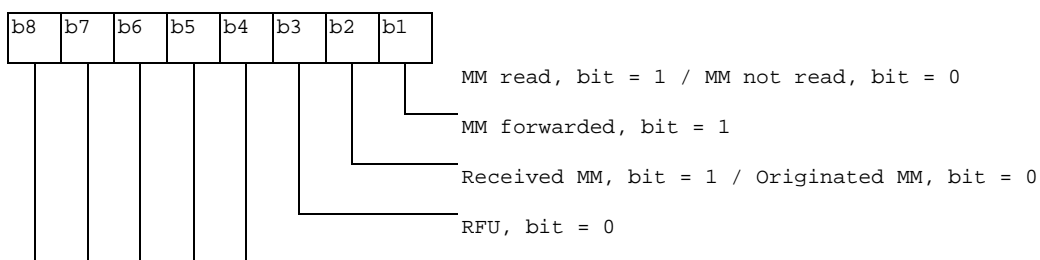 b8 b7 b6 b5 b4 b3 b2 b1
MM read, bit = 1 / MM not read, bit = 0
MM forwarded, bit = 1
Received MM, bit = 1 / Originated MM, bit = 0
RFU, bit = 0